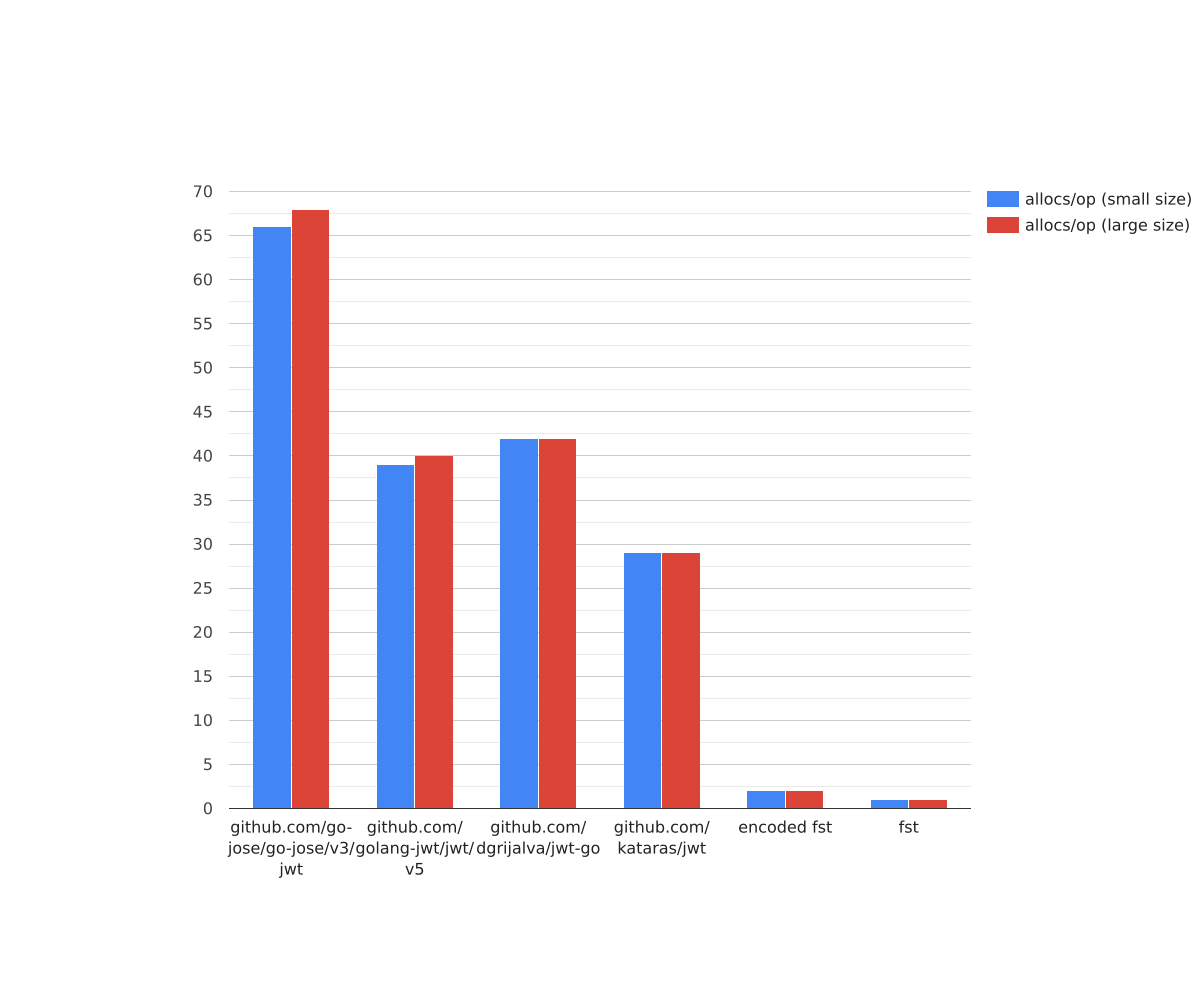 70
65
60
55
50
45
40
35
30
25
20
15
10
5
0
allocs/op (small size)
allocs/op (large size)
github.com/go-
jose/go-jose/v3/
jwt
github.com/
golang-jwt/jwt/
v5
github.com/
dgrijalva/jwt-go
github.com/
kataras/jwt
encoded fst
fst